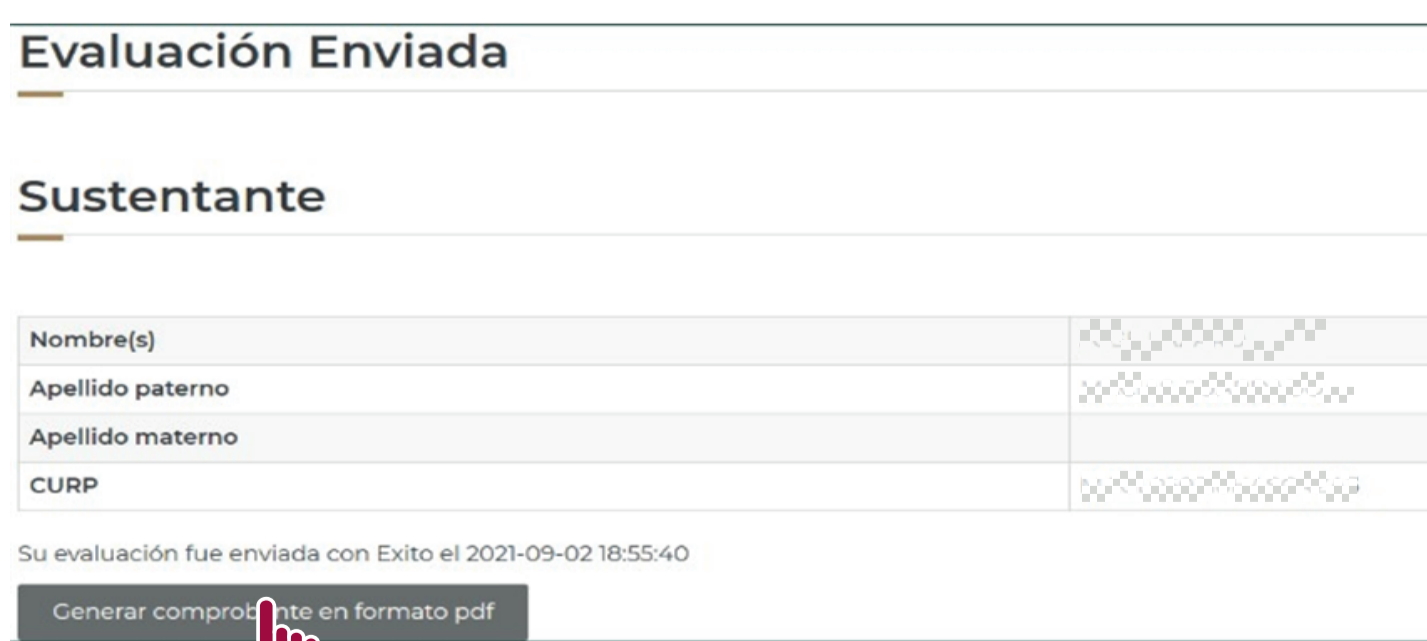 Evaluación Enviada
Sustentante
Nombre(s)
Apellido paterno
Apellido materno
CURP
Su evaluación fue enviada con Exito el 2021-09-02 18:55:40
Generar comprobante en formato pdf